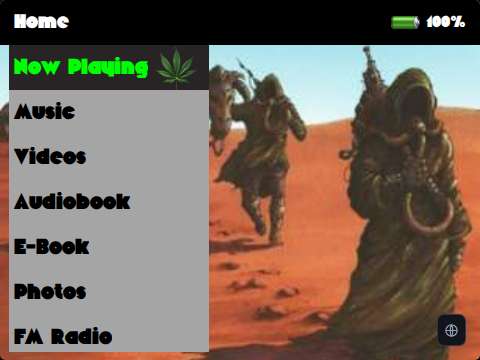 Home
100%
Now Playing
Music
Videos
Audiobook
E-Book
Photos
FM Radio